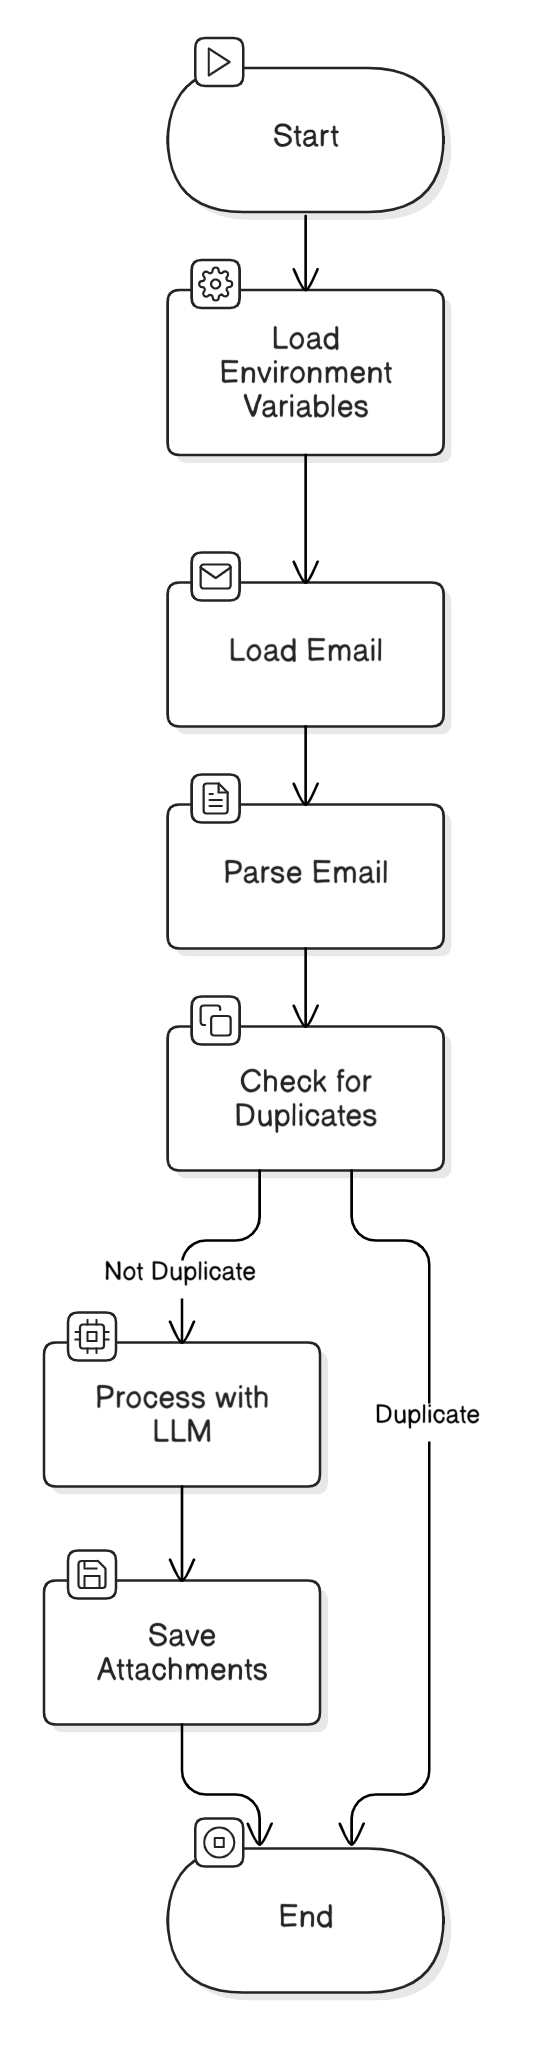 Start
Load
Environment
Variables
Load Email
Parse Email
Check for
Duplicates
Not Duplicate
Process with
LLM
Duplicate
Save
Attachments
End